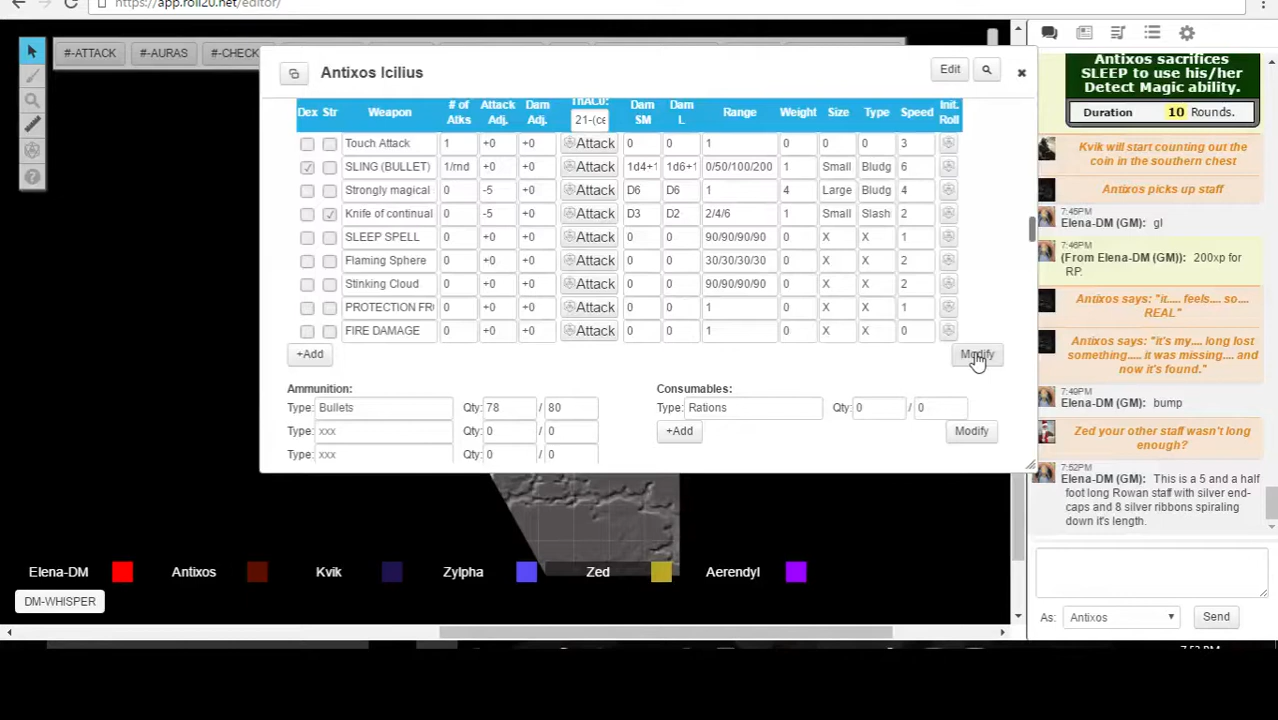 https://app.roll20.net/editor/
#-ATTACK #-AURAS #-CHECK
Antixos Icilius
Edit
Dex Str Weapon # of Atks Attack Adj. Dam Adj. Dam SM Dam L Range Weight Size Type Speed Init. Roll
21-(ce
Touch Attack 1 +0 +0 Attack 0 0 1 0 0 0 3
SLING (BULLET) 1/rnd +0 +0 Attack 1d4+1 1d6+1 0/50/100/200 1 Small Bludg 6
Strongly magical 0 -5 +0 Attack D6 D6 1 4 Large Bludg 4
Knife of continual 0 -5 +0 Attack D3 D2 2/4/6 1 Small Slash 2
SLEEP SPELL 0 +0 +0 Attack 0 0 90/90/90/90 0 X X 1
Flaming Sphere 0 +0 +0 Attack 0 0 30/30/30/30 0 X X 2
Stinking Cloud 0 +0 +0 Attack 0 0 90/90/90/90 0 X X 2
PROTECTION FR 0 +0 +0 Attack 0 0 1 0 X X 1
FIRE DAMAGE 0 +0 +0 Attack 0 0 1 0 X X 0
+Add Modify
Ammunition: Consumables:
Type: Bullets Qty: 78 / 80 Type: Rations Qty: 0 / 0
Type: xxx Qty: 0 / 0 +Add Modify
Type: xxx Qty: 0 / 0
Elena-DM Antixos Kvik Zylpha Zed Aerendyl
DM-WHISPER
Antixos sacrifices
SLEEP to use his/her
Detect Magic ability.
Duration 10 Rounds.
Kvik will start counting out the
coin in the southern chest
Antixos picks up staff
7:45PM
Elena-DM (GM): gl
7:46PM
(From Elena-DM (GM)): 200xp for
RP.
Antixos says: "it..... feels.... so....
REAL"
Antixos says: "it's my.... long lost
something..... it was missing.... and
now it's found."
7:49PM
Elena-DM (GM): bump
Zed your other staff wasn't long
enough?
7:52PM
Elena-DM (GM): This is a 5 and a half
foot long Rowan staff with silver end-
caps and 8 silver ribbons spiraling
down it's length.
As: Antixos Send